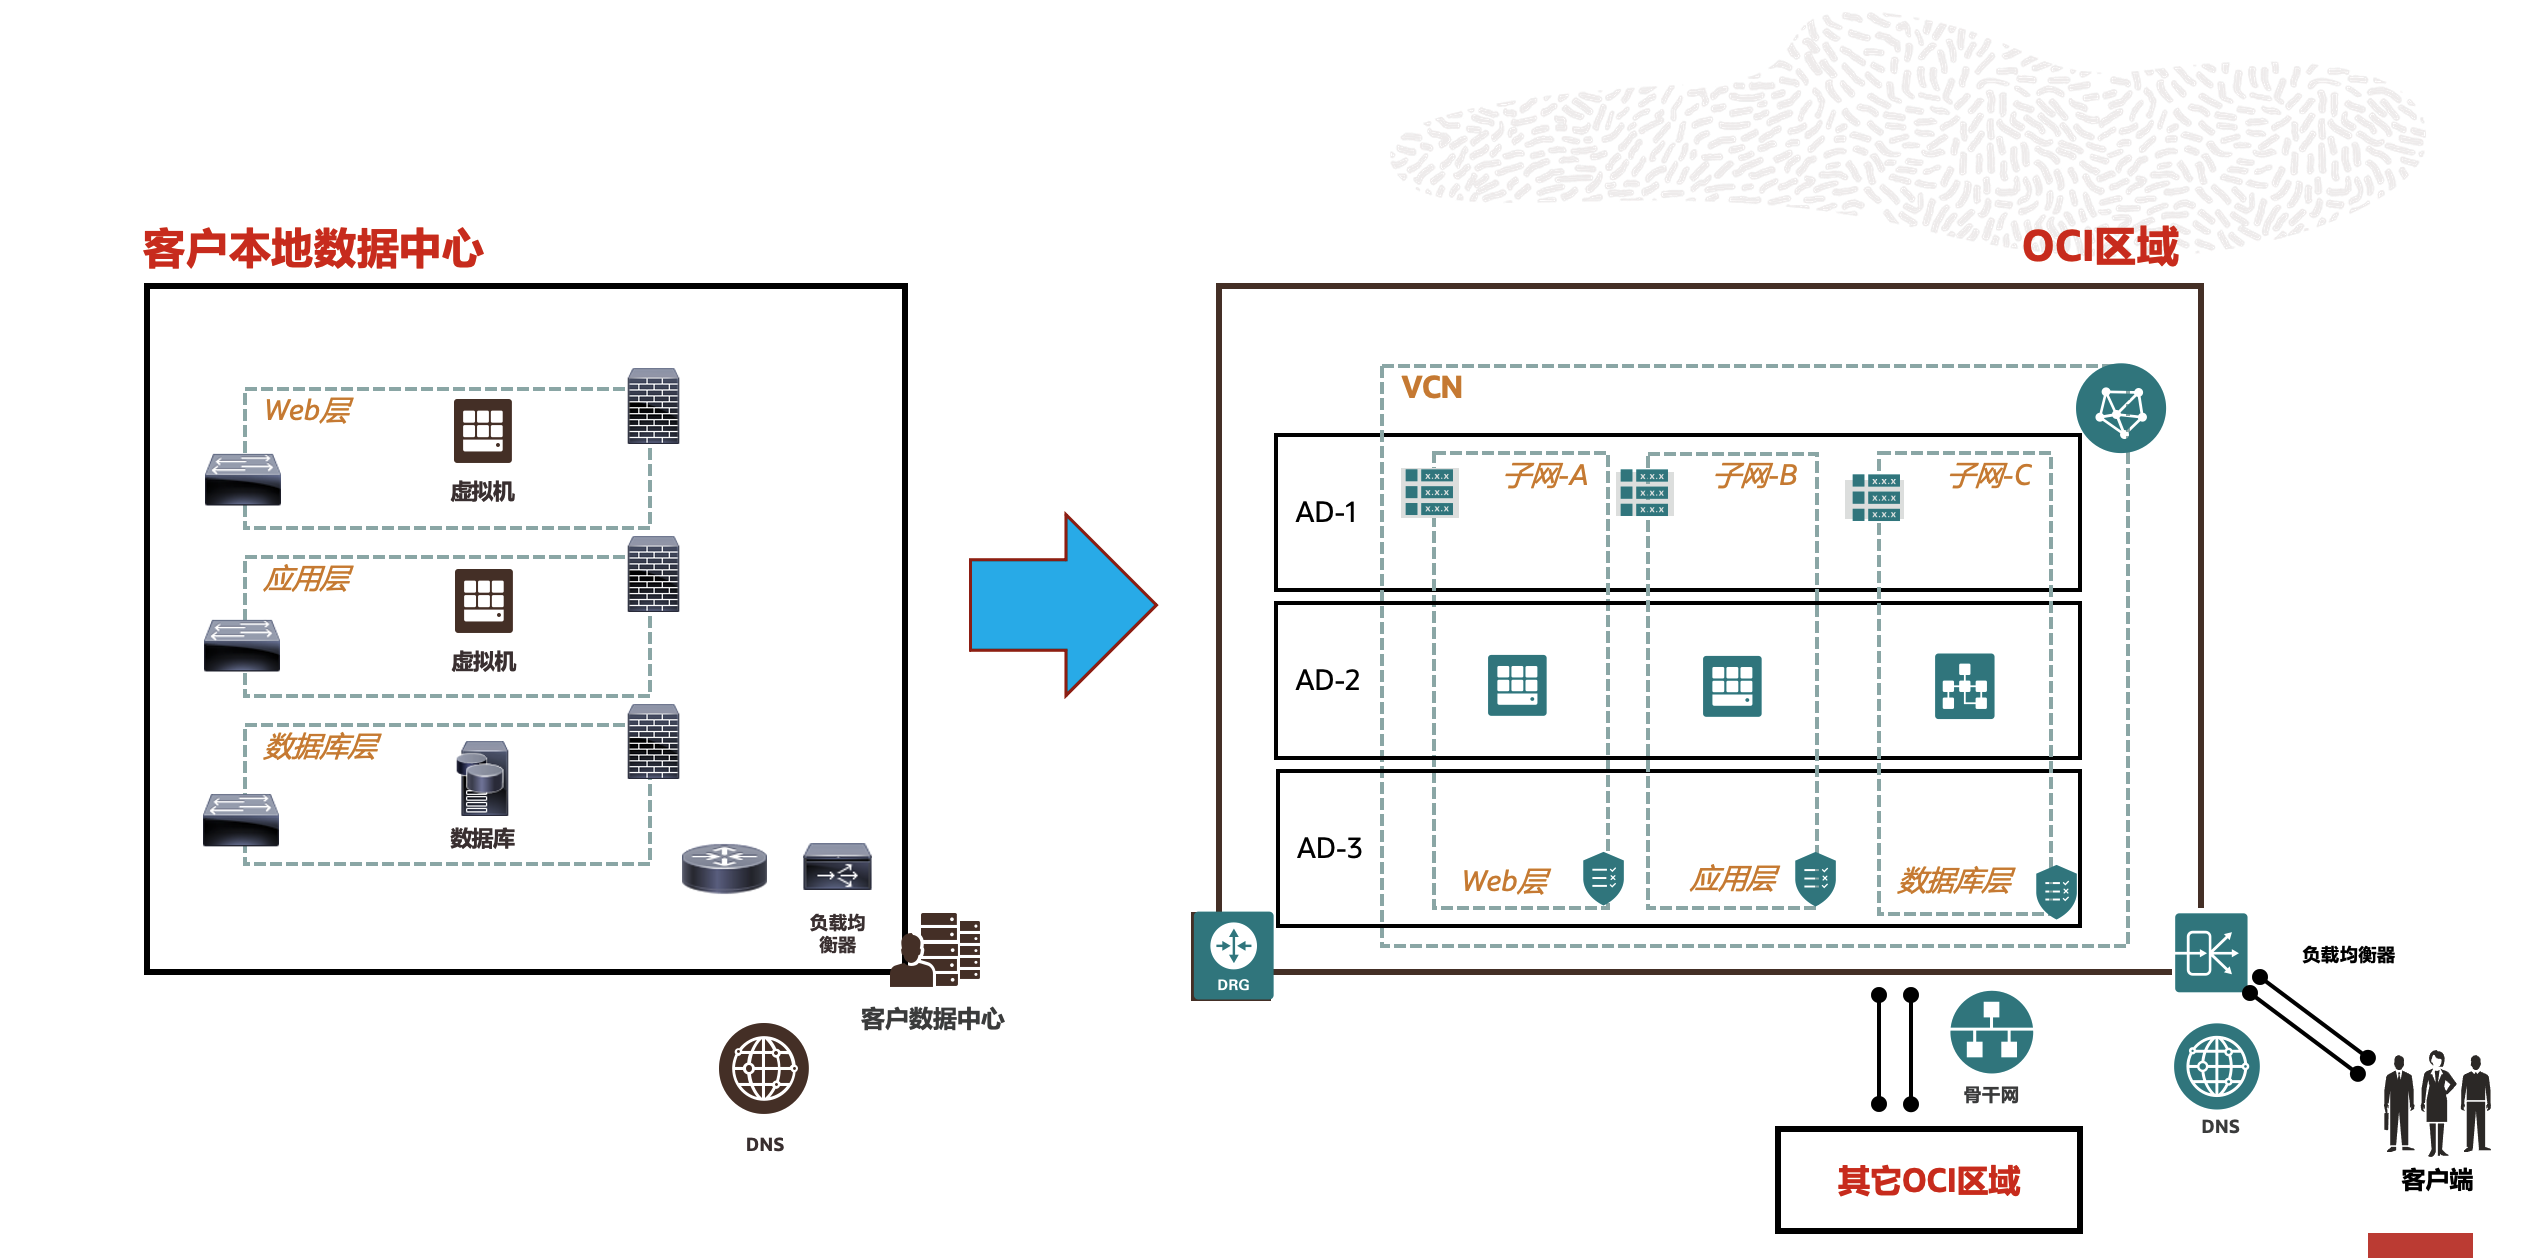 客户本地数据中心
Web层
虚拟机
应用层
虚拟机
数据库层
数据库
负载均
衡器
客户数据中心
DNS
OCI区域
VCN
子网-A
子网-B
子网-C
x.x.x
x.x.x
x.x.x
x.x.x
x.x.x
x.x.x
x.x.x
x.x.x
x.x.x
AD-1
AD-2
AD-3
Web层
应用层
数据库层
DRG
负载均衡器
骨干网
DNS
其它OCI区域
客户端